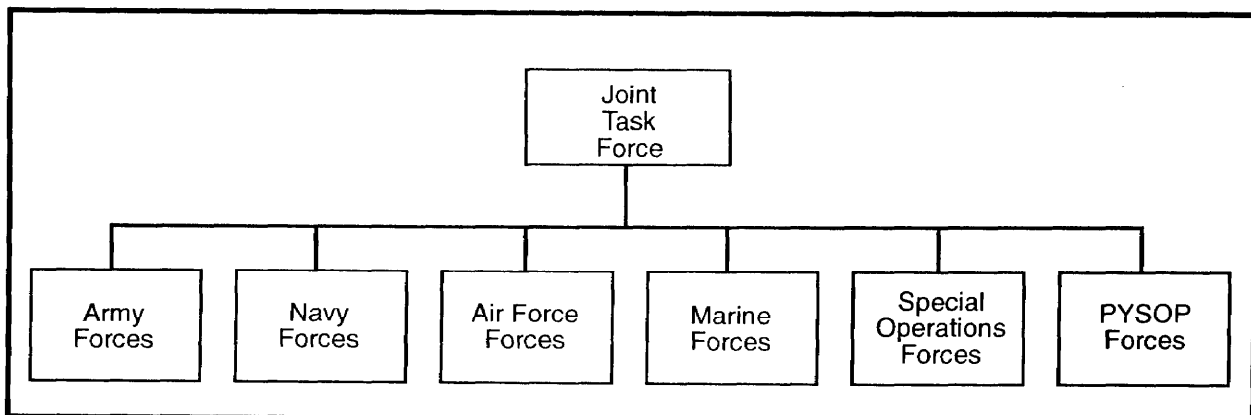 Joint
Task
Force
Army
Forces
Navy
Forces
Air Force
Forces
Marine
Forces
Special
Operations
Forces
PYSOP
Forces